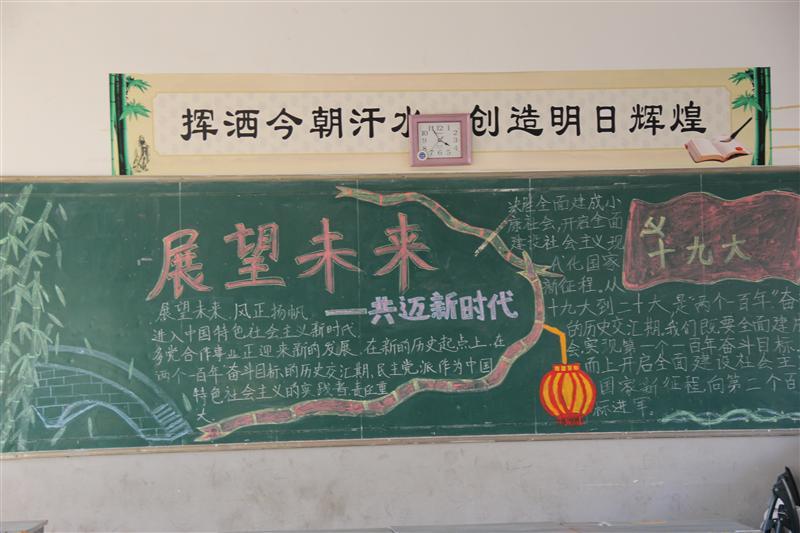 挥洒今朝汗水 创造明日辉煌
展望未来
——共迈新时代
展望未来,风正扬帆,
进入中国特色社会主义新时代
多党合作事业正迎来新的发展,在新的历史起点上,在
两个一百年奋斗目标的历史交汇期,民主党派作为中国
特色社会主义的实践者,责任重
大
决胜全面建成小
康社会,开启全面
建设社会主义现
代化国家
新征程,从
十九大到二十大,是“两个一百年”奋
的历史交汇期,我们既要全面建成
会实现第一个一百年奋斗目标,
而上开启全面建设社会主
国家新征程,向第二个百
标进军。
十九大